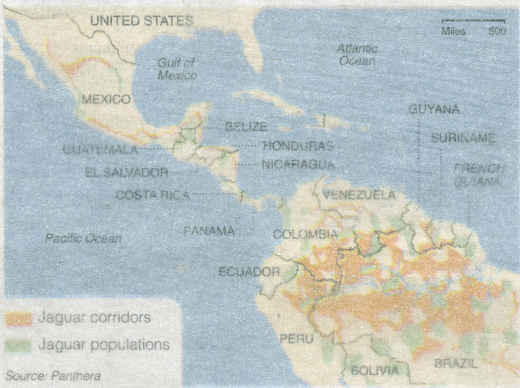 UNITED STATES
Miles 500
Atlantic
Ocean
Gulf of
Mexico
MEXICO
GUYANA
BELIZE
SURINAME
GUATEMALA
HONDURAS
NICARAGUA
FRENCH
GUIANA
EL SALVADOR
COSTA RICA
VENEZUELA
PANAMA
COLOMBIA
Pacific Ocean
ECUADOR
Jaguar corridors
Jaguar populations
PERU
BOLIVIA
BRAZIL
Source: Panthera